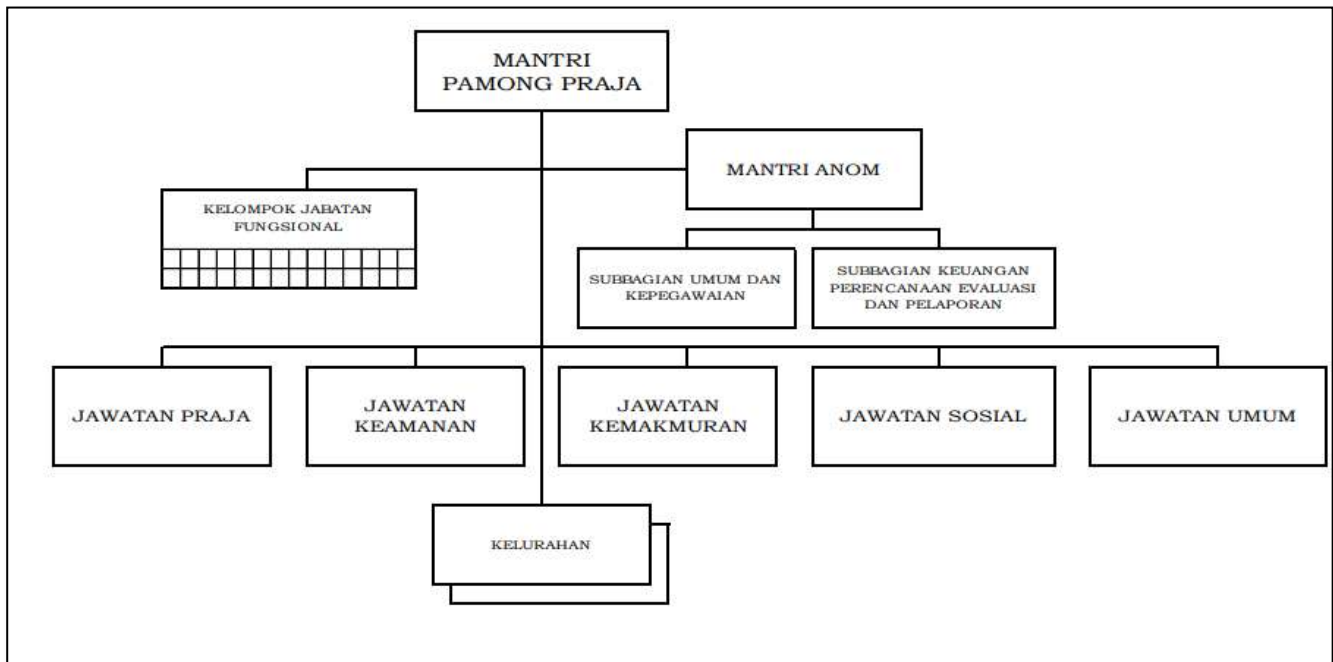 MANTRI
PAMONG PRAJA
MANTRI ANOM
KELOMPOK JABATAN
FUNGSIONAL
SUBBAGIAN UMUM DAN
KEPEGAWAIAN
SUBBAGIAN KEUANGAN
PERENCANAAN EVALUASI
DAN PELAPORAN
JAWATAN PRAJA
JAWATAN
KEAMANAN
JAWATAN
KEMAKMURAN
JAWATAN SOSIAL
JAWATAN UMUM
KELURAHAN